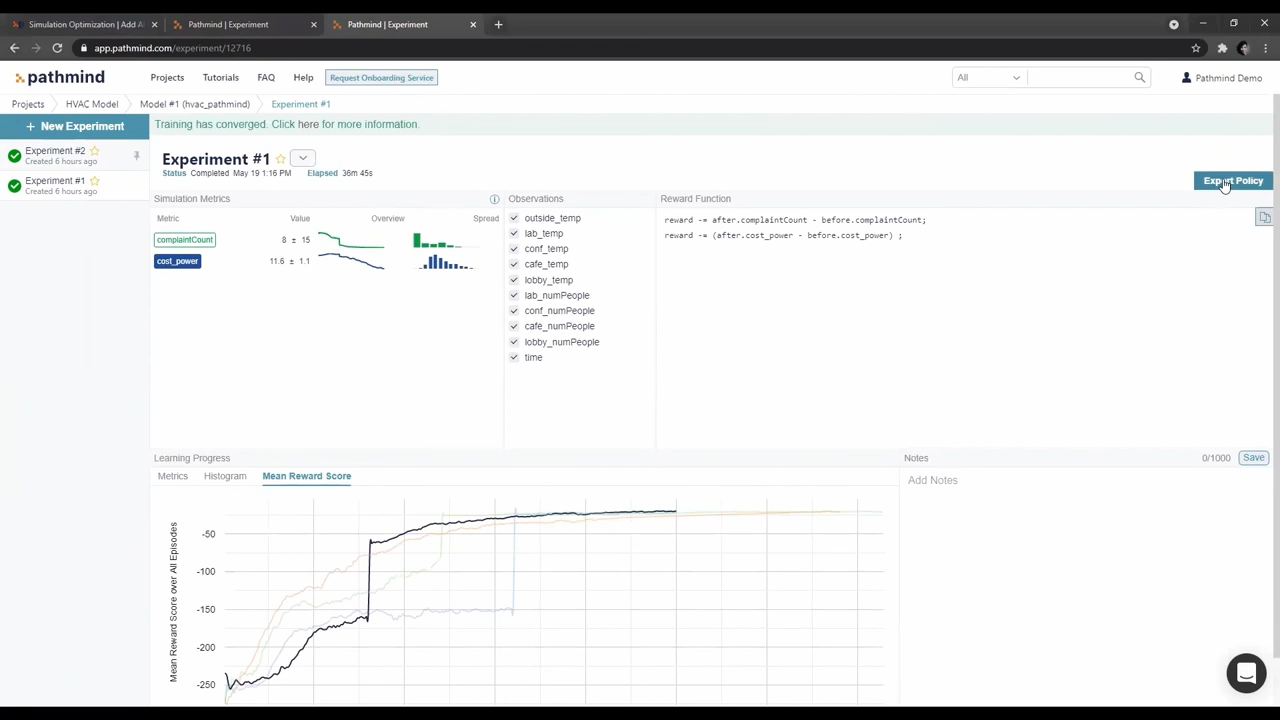 Simulation Optimization | Add A
Pathmind | Experiment
Pathmind | Experiment
app.pathmind.com/experiment/12716
pathmind
Projects
Tutorials
FAQ
Help
Request Onboarding Service
All
Pathmind Demo
Projects
HVAC Model
Model #1 (hvac_pathmind)
Experiment #1
+ New Experiment
Training has converged. Click here for more information.
Experiment #2
Created 6 hours ago
Experiment #1
Created 6 hours ago
Experiment #1
Status Completed May 19 1:16 PM Elapsed 36m 45s
Export Policy
Simulation Metrics
Metric Value Overview Spread
complaintCount 8 ± 15
cost_power 11.6 ± 1.1
Observations
outside_temp
lab_temp
conf_temp
cafe_temp
lobby_temp
lab_numPeople
conf_numPeople
cafe_numPeople
lobby_numPeople
time
Reward Function
reward -= after.complaintCount - before.complaintCount;
reward -= (after.cost_power - before.cost_power) ;
Learning Progress
Metrics Histogram Mean Reward Score
Mean Reward Score over All Episodes
-50
-100
-150
-200
-250
Notes 0/1000 Save
Add Notes